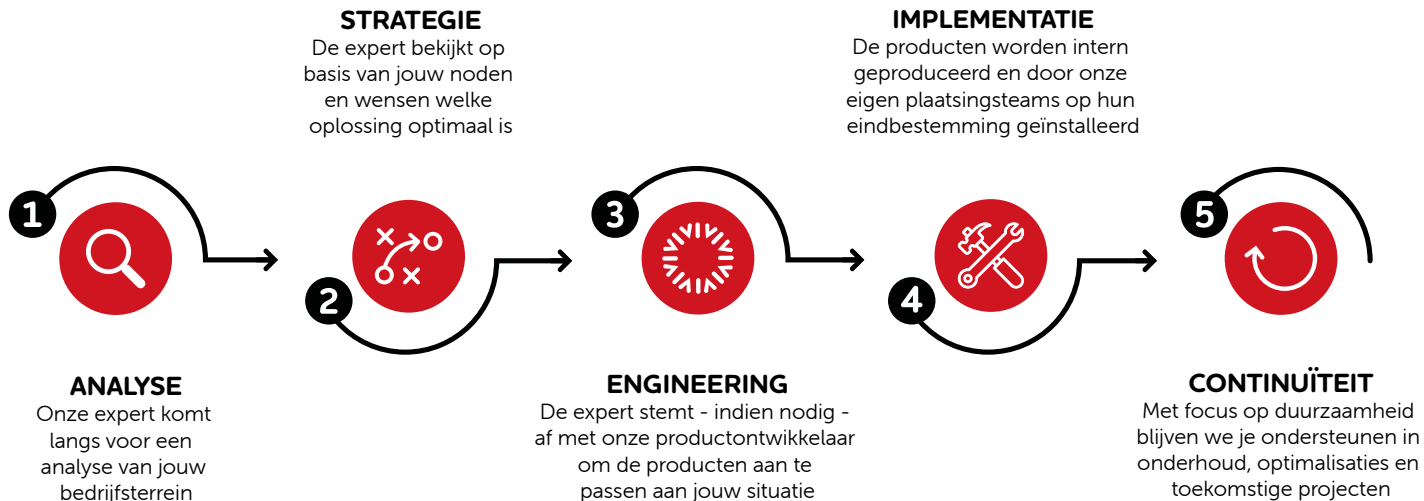 1
ANALYSE
Onze expert komt
langs voor een
analyse van jouw
bedrijfsterrein
2
STRATEGIE
De expert bekijkt op
basis van jouw noden
en wensen welke
oplossing optimaal is
3
ENGINEERING
De expert stemt - indien nodig -
af met onze productontwikkelaar
om de producten aan te
passen aan jouw situatie
4
IMPLEMENTATIE
De producten worden intern
geproduceerd en door onze
eigen plaatsingsteams op hun
eindbestemming geïnstalleerd
5
CONTINUÏTEIT
Met focus op duurzaamheid
blijven we je ondersteunen in
onderhoud, optimalisaties en
toekomstige projecten